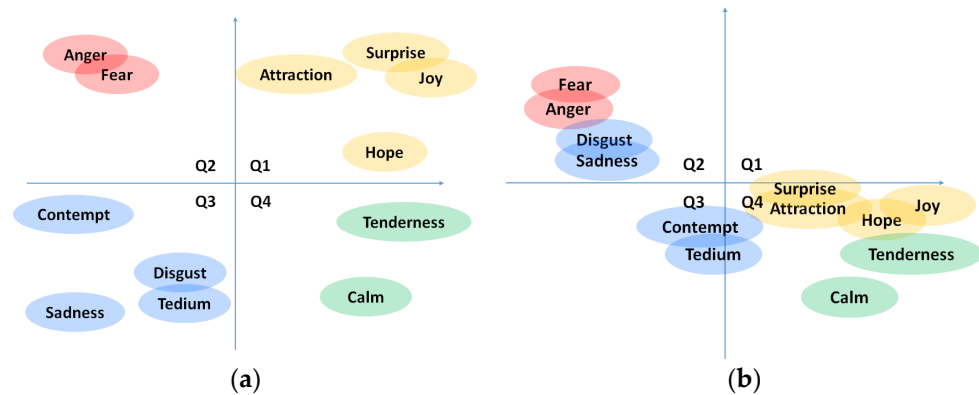 Anger
Fear
Surprise
Attraction
Joy
Hope
Q2 Q1
Q3 Q4
Contempt
Tenderness
Disgust
Tedium
Sadness
Calm
(a)
Fear
Anger
Disgust
Sadness
Q2 Q1
Q3 Q4
Surprise
Attraction
Joy
Hope
Contempt
Tedium
Tenderness
Calm
(b)